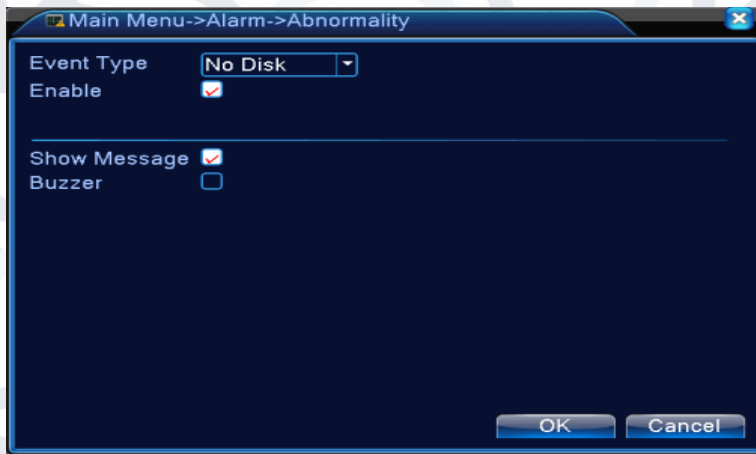 Main Menu->Alarm->Abnormality
Event Type No Disk
Enable
Show Message
Buzzer
OK Cancel